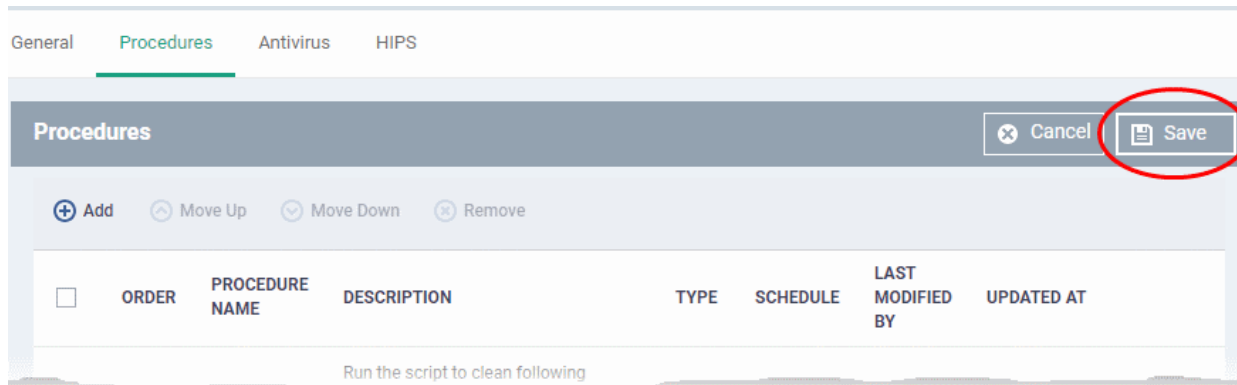 General Procedures Antivirus HIPS
Procedures Cancel Save
Add Move Up Move Down Remove
ORDER PROCEDURE NAME DESCRIPTION TYPE SCHEDULE LAST MODIFIED BY UPDATED AT
Run the script to clean following